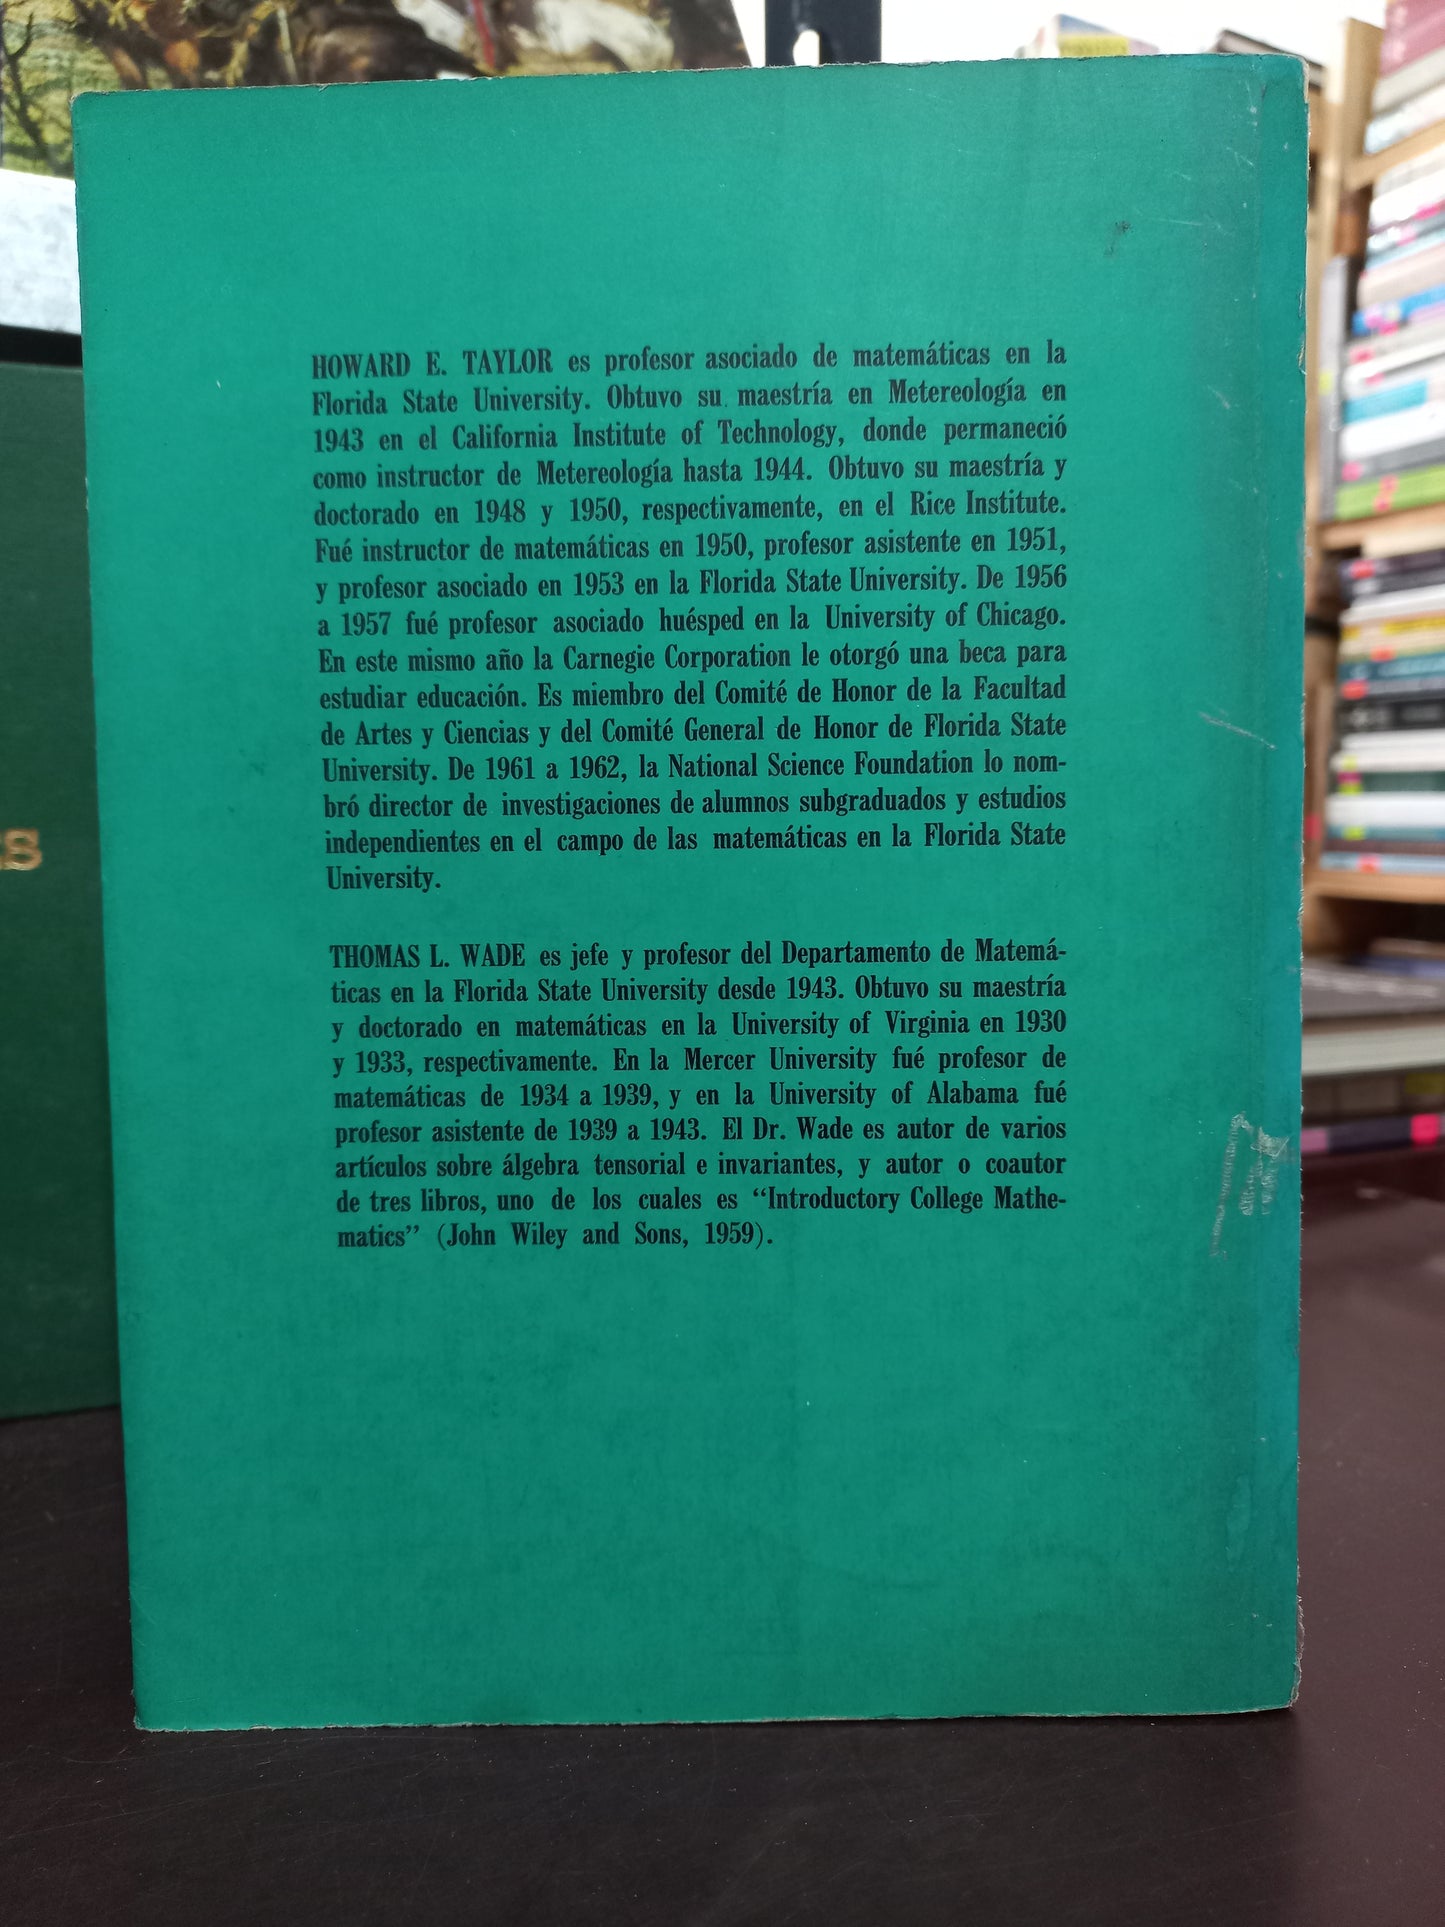 HOWARD E. TAYLOR es profesor asociado de matemáticas en la
Florida State University. Obtuvo su maestría en Metereología en
1943 en el California Institute of Technology, donde permaneció
como instructor de Metereología hasta 1944. Obtuvo su maestría y
doctorado en 1948 y 1950, respectivamente, en el Rice Institute.
Fué instructor de matemáticas en 1950, profesor asistente en 1951,
y profesor asociado en 1953 en la Florida State University. De 1956
a 1957 fué profesor asociado huésped en la University of Chicago.
En este mismo año la Carnegie Corporation le otorgó una beca para
estudiar educación. Es miembro del Comité de Honor de la Facultad
de Artes y Ciencias y del Comité General de Honor de Florida State
University. De 1961 a 1962, la National Science Foundation lo nom-
bró director de investigaciones de alumnos subgraduados y estudios
independientes en el campo de las matemáticas en la Florida State
University.
THOMAS L. WADE es jefe y profesor del Departamento de Matemá-
ticas en la Florida State University desde 1943. Obtuvo su maestría
y doctorado en matemáticas en la University of Virginia en 1930
y 1933, respectivamente. En la Mercer University fué profesor de
matemáticas de 1934 a 1939, y en la University of Alabama fué
profesor asistente de 1939 a 1943. El Dr. Wade es autor de varios
artículos sobre álgebra tensorial e invariantes, y autor o coautor
de tres libros, uno de los cuales es “Introductory College Mathe-
matics” (John Wiley and Sons, 1959).